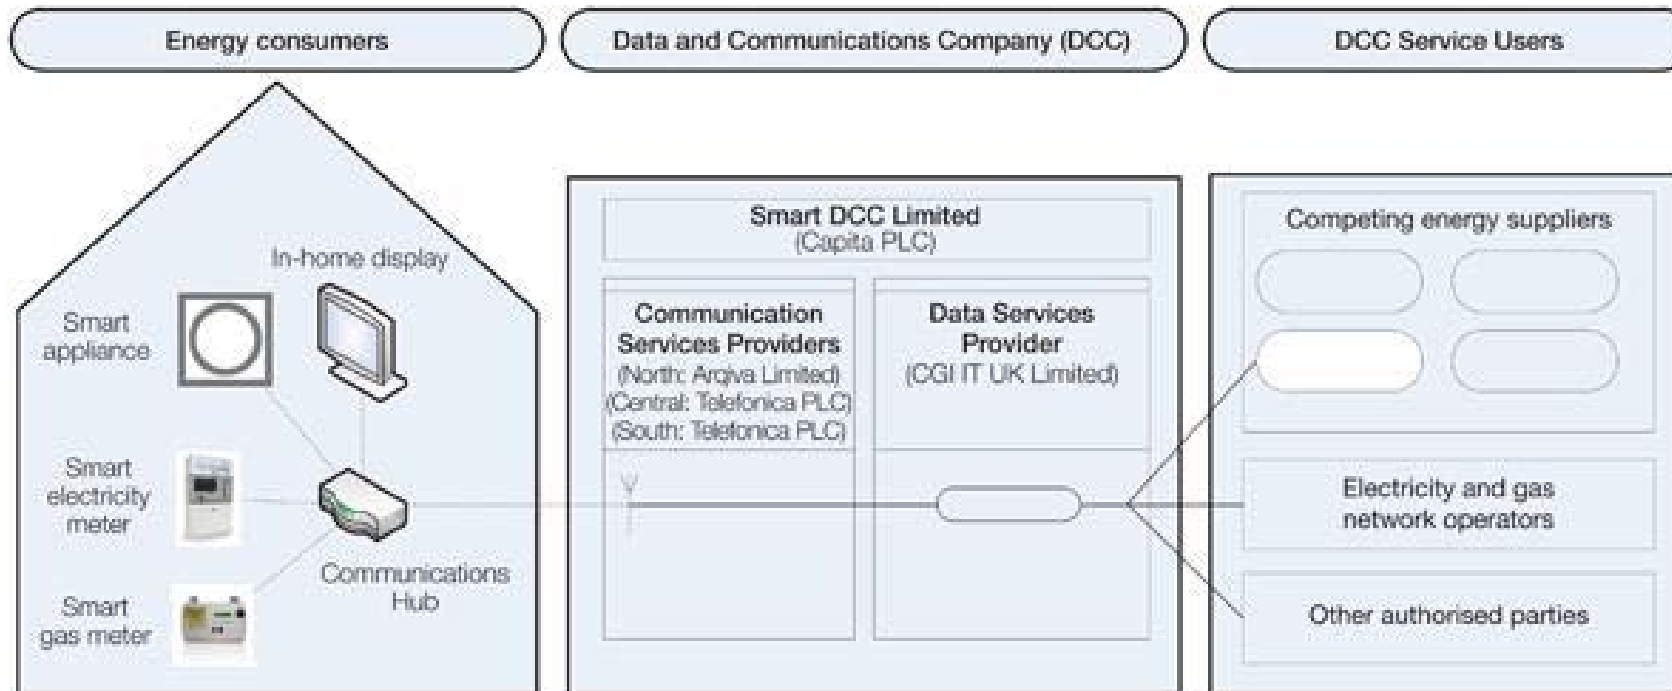 Energy consumers
Data and Communications Company (DCC)
DCC Service Users
In-home display
Smart
appliance
Smart
electricity
meter
Smart
gas meter
Communications
Hub
Smart DCC Limited
(Capita PLC)
Communication
Services Providers
(North: Arqiva Limited)
(Central: Telefonica PLC)
(South: Telefonica PLC)
Data Services
Provider
(CGI IT UK Limited)
Competing energy suppliers
Electricity and gas
network operators
Other authorised parties